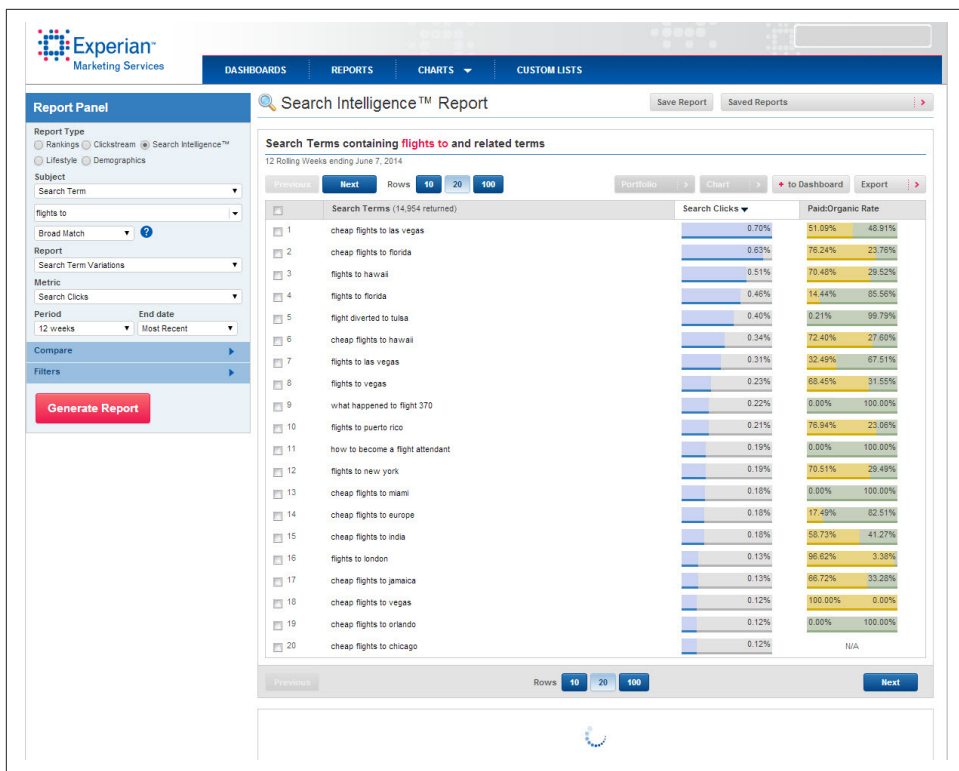 Experian™
Marketing Services
DASHBOARDS REPORTS CHARTS CUSTOM LISTS
Report Panel
Report Type
Rankings Clickstream Search Intelligence™
Lifestyle Demographics
Subject
Search Term
flights to
Broad Match ?
Report
Search Term Variations
Metric
Search Clicks
Period End date
12 weeks Most Recent
Compare
Filters
Generate Report
Search Intelligence™ Report Save Report Saved Reports
Search Terms containing flights to and related terms
12 Rolling Weeks ending June 7, 2014
Previous Next Rows 10 20 100 Portfolio Chart + to Dashboard Export
Search Terms (14,954 returned) Search Clicks Paid:Organic Rate
1 cheap flights to las vegas 0.70% 51.09% 48.91%
2 cheap flights to florida 0.63% 76.24% 23.76%
3 flights to hawaii 0.51% 70.48% 29.52%
4 flights to florida 0.46% 14.44% 85.56%
5 flight diverted to tulsa 0.40% 0.21% 99.79%
6 cheap flights to hawaii 0.34% 72.40% 27.60%
7 flights to las vegas 0.31% 32.49% 67.51%
8 flights to vegas 0.23% 68.45% 31.55%
9 what happened to flight 370 0.22% 0.00% 100.00%
10 flights to puerto rico 0.21% 76.94% 23.06%
11 how to become a flight attendant 0.19% 0.00% 100.00%
12 flights to new york 0.19% 70.51% 29.49%
13 cheap flights to miami 0.18% 0.00% 100.00%
14 cheap flights to europe 0.18% 17.49% 82.51%
15 cheap flights to india 0.18% 58.73% 41.27%
16 flights to london 0.13% 96.62% 3.38%
17 cheap flights to jamaica 0.13% 66.72% 33.28%
18 cheap flights to vegas 0.12% 100.00% 0.00%
19 cheap flights to orlando 0.12% 0.00% 100.00%
20 cheap flights to chicago 0.12% N/A
Previous Rows 10 20 100 Next